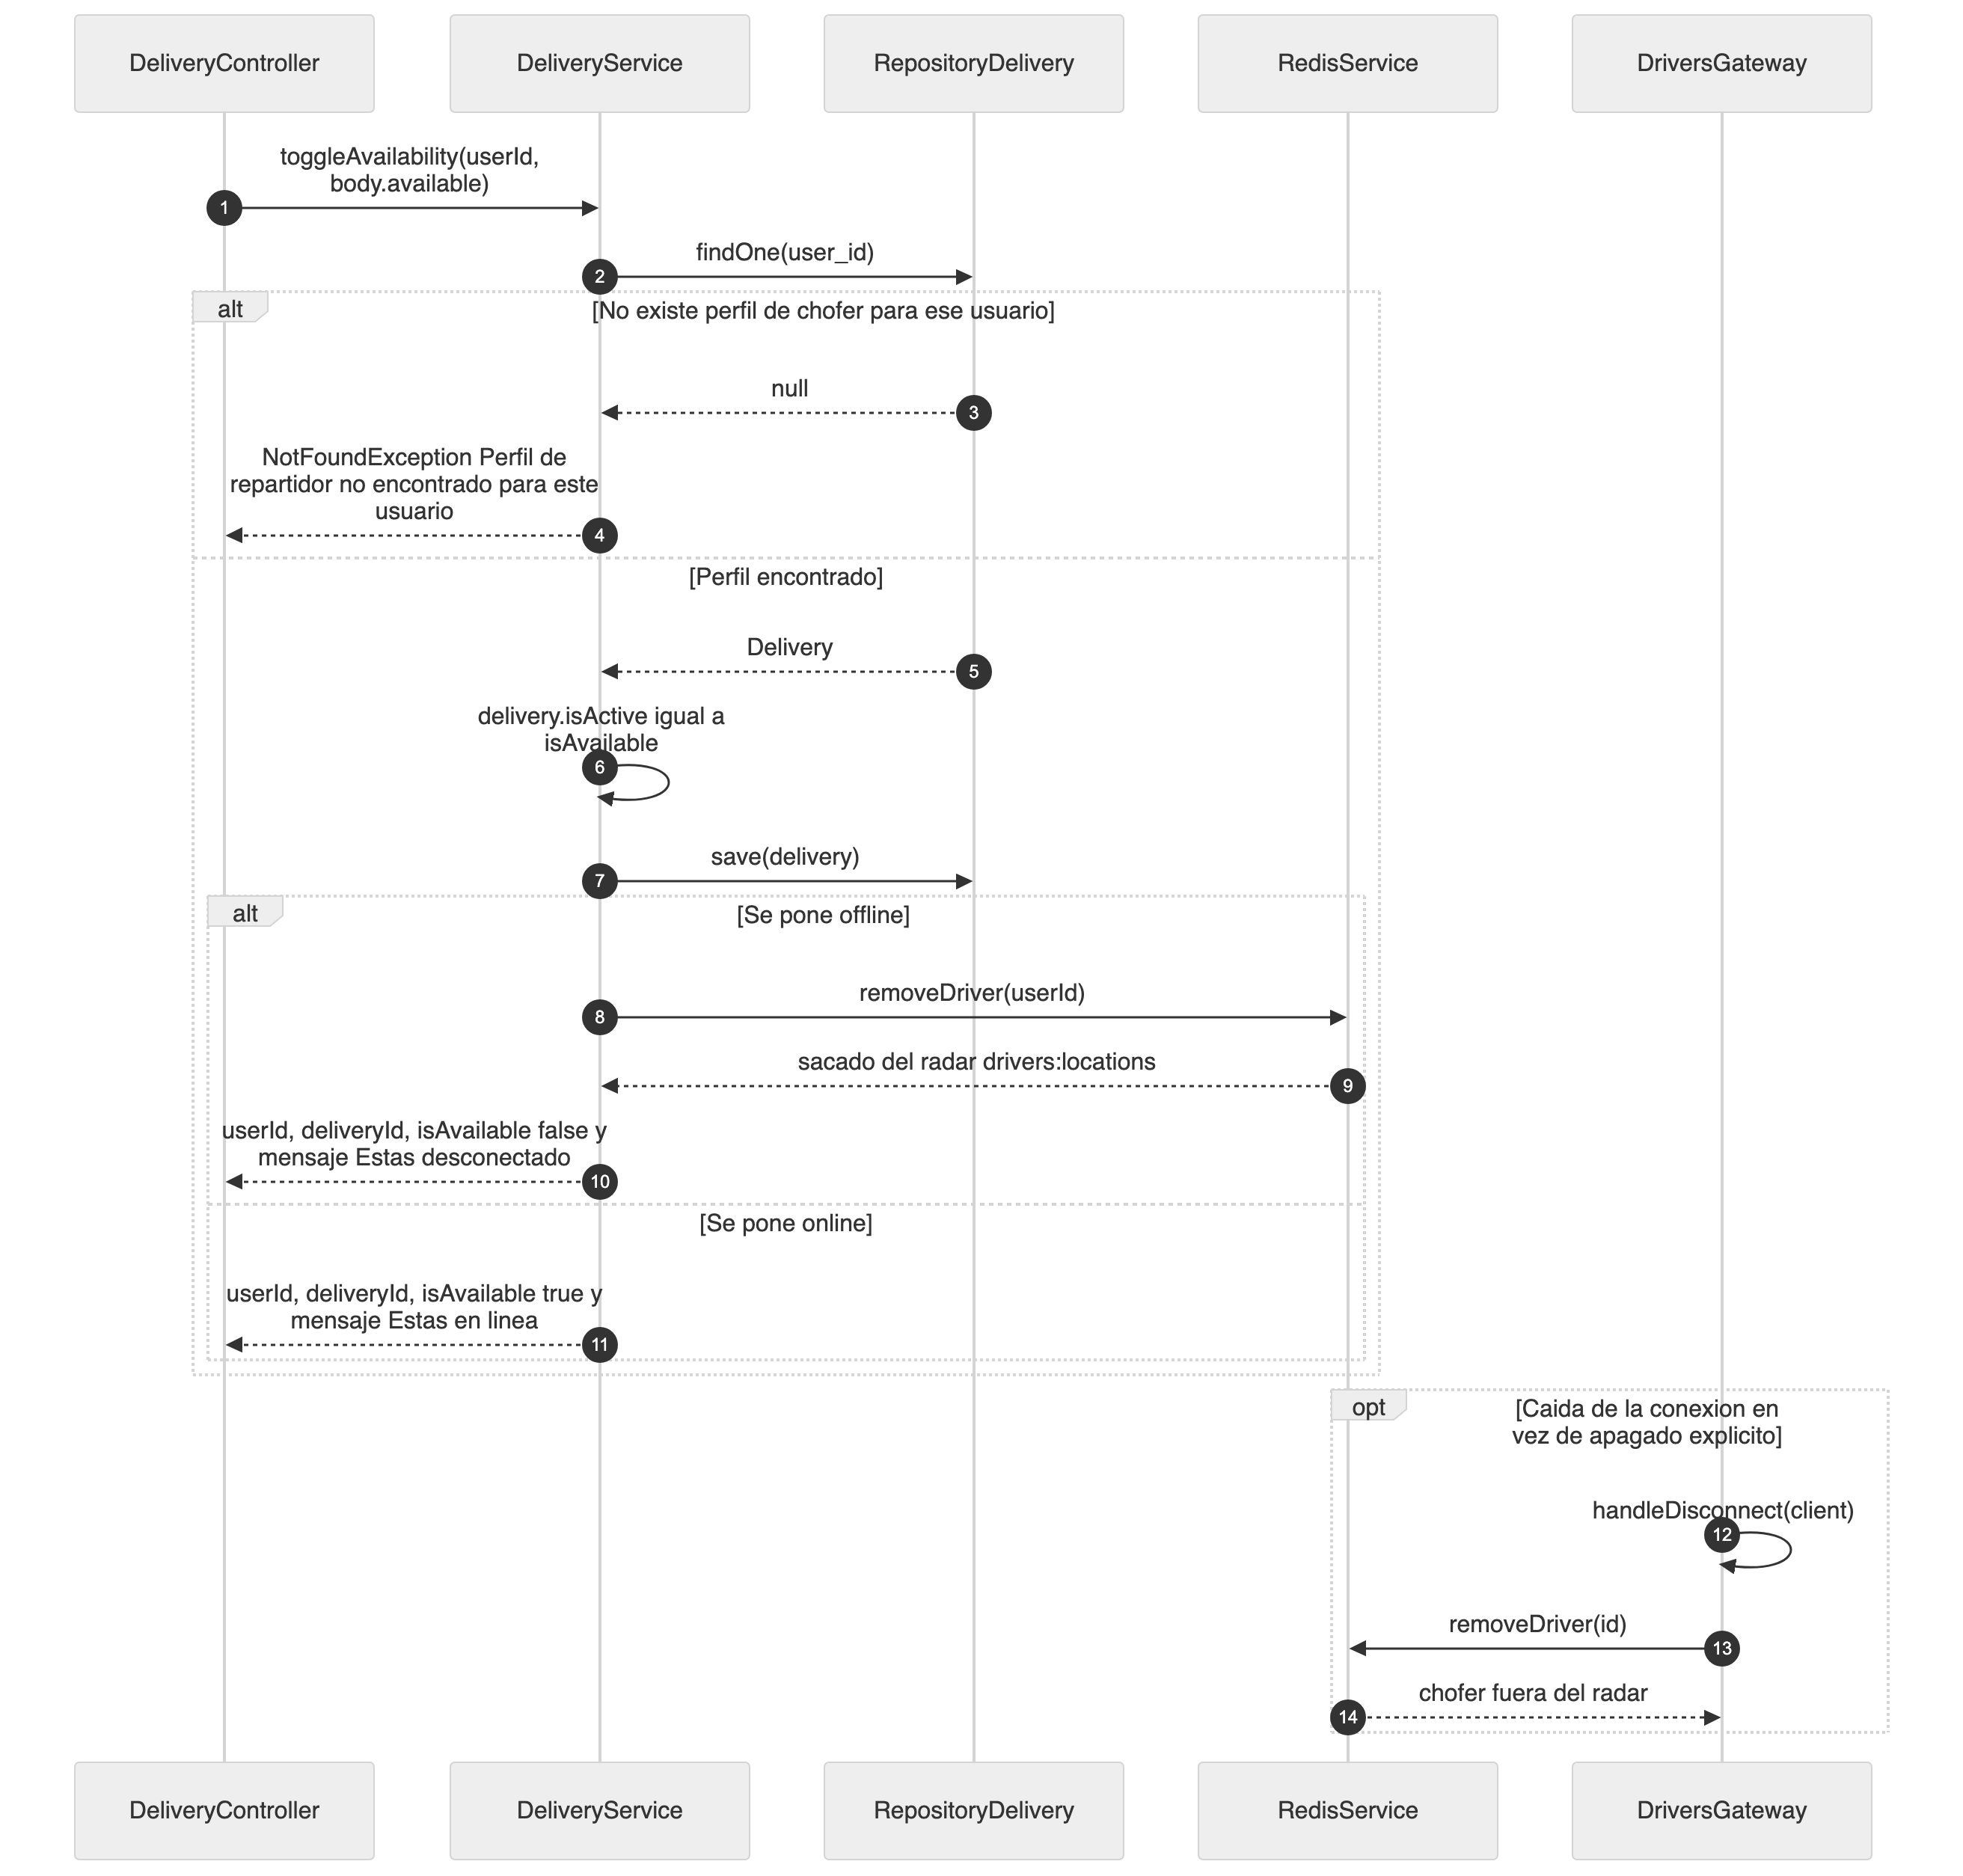 DeliveryController
DeliveryService
RepositoryDelivery
RedisService
DriversGateway
toggleAvailability(userId,
body.available)
1
findOne(user_id)
2
alt
[No existe perfil de chofer para ese usuario]
null
3
NotFoundException Perfil de
repartidor no encontrado para este
usuario
4
[Perfil encontrado]
Delivery
5
delivery.isActive igual a
isAvailable
6
save(delivery)
7
alt
[Se pone offline]
removeDriver(userId)
8
sacado del radar drivers:locations
9
userId, deliveryId, isAvailable false y
mensaje Estas desconectado
10
[Se pone online]
userId, deliveryId, isAvailable true y
mensaje Estas en linea
11
opt
[Caida de la conexion en
vez de apagado explicito]
handleDisconnect(client)
12
removeDriver(id)
13
chofer fuera del radar
14
DeliveryController
DeliveryService
RepositoryDelivery
RedisService
DriversGateway